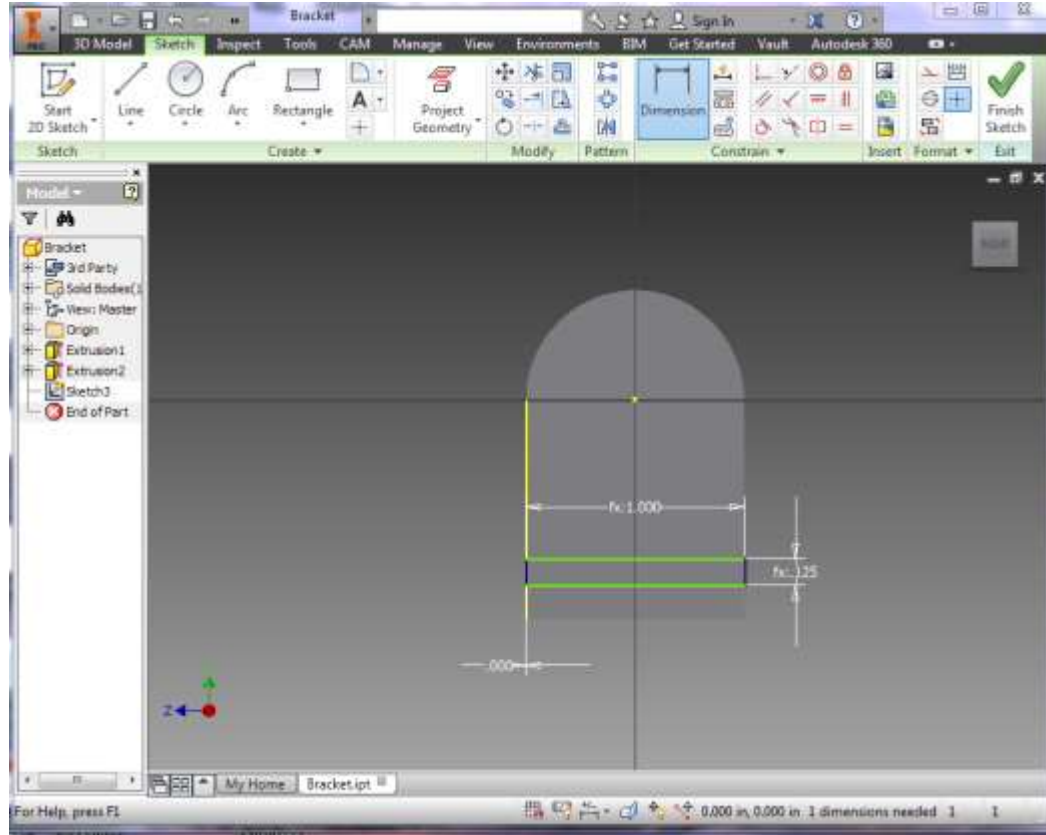 Bracket
Sign In
PRO
3D Model Sketch Inspect Tools CAM Manage View Environments BIM Get Started Vault Autodesk 360
Start
2D Sketch
Line
Circle
Arc
Rectangle
A
Project
Geometry
Dimension
Finish
Sketch
Sketch Create Modify Pattern Constrain Insert Format Exit
Model
Bracket
3rd Party
Solid Bodies(1
View: Master
Origin
Extrusion1
Extrusion2
Sketch3
End of Part
fx:1.000
fx:.125
.000
Z
My Home Bracket.ipt
For Help, press F1
0.000 in, 0.000 in 1 dimensions needed 1 1